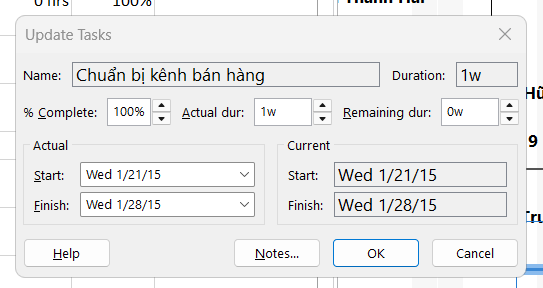 0 hrs 100%
Update Tasks
Name: Chuẩn bị kênh bán hàng Duration: 1w
% Complete: 100% Actual dur: 1w Remaining dur: 0w
Actual Current
Start: Wed 1/21/15 Start: Wed 1/21/15
Finish: Wed 1/28/15 Finish: Wed 1/28/15
Help Notes... OK Cancel
9